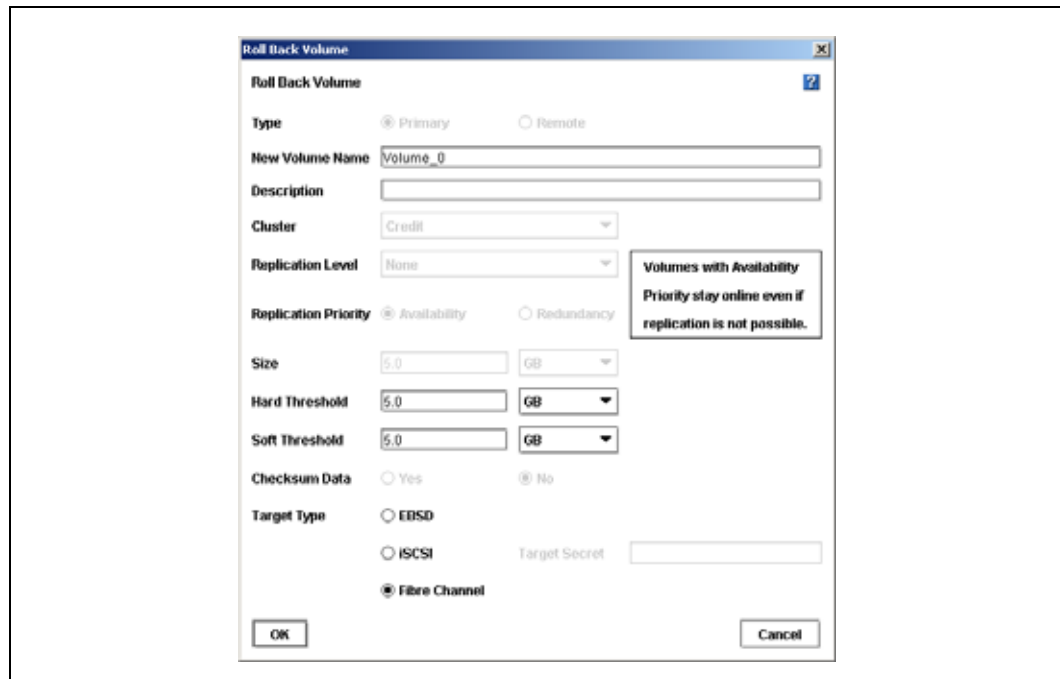 Roll Back Volume
Roll Back Volume
Type Primary Remote
New Volume Name Volume_0
Description
Cluster Credit
Replication Level None
Volumes with Availability
Priority stay online even if
replication is not possible.
Replication Priority Availability Redundancy
Size 5.0 GB
Hard Threshold 5.0 GB
Soft Threshold 5.0 GB
Checksum Data Yes No
Target Type EBSD
iSCSI Target Secret
Fibre Channel
OK Cancel